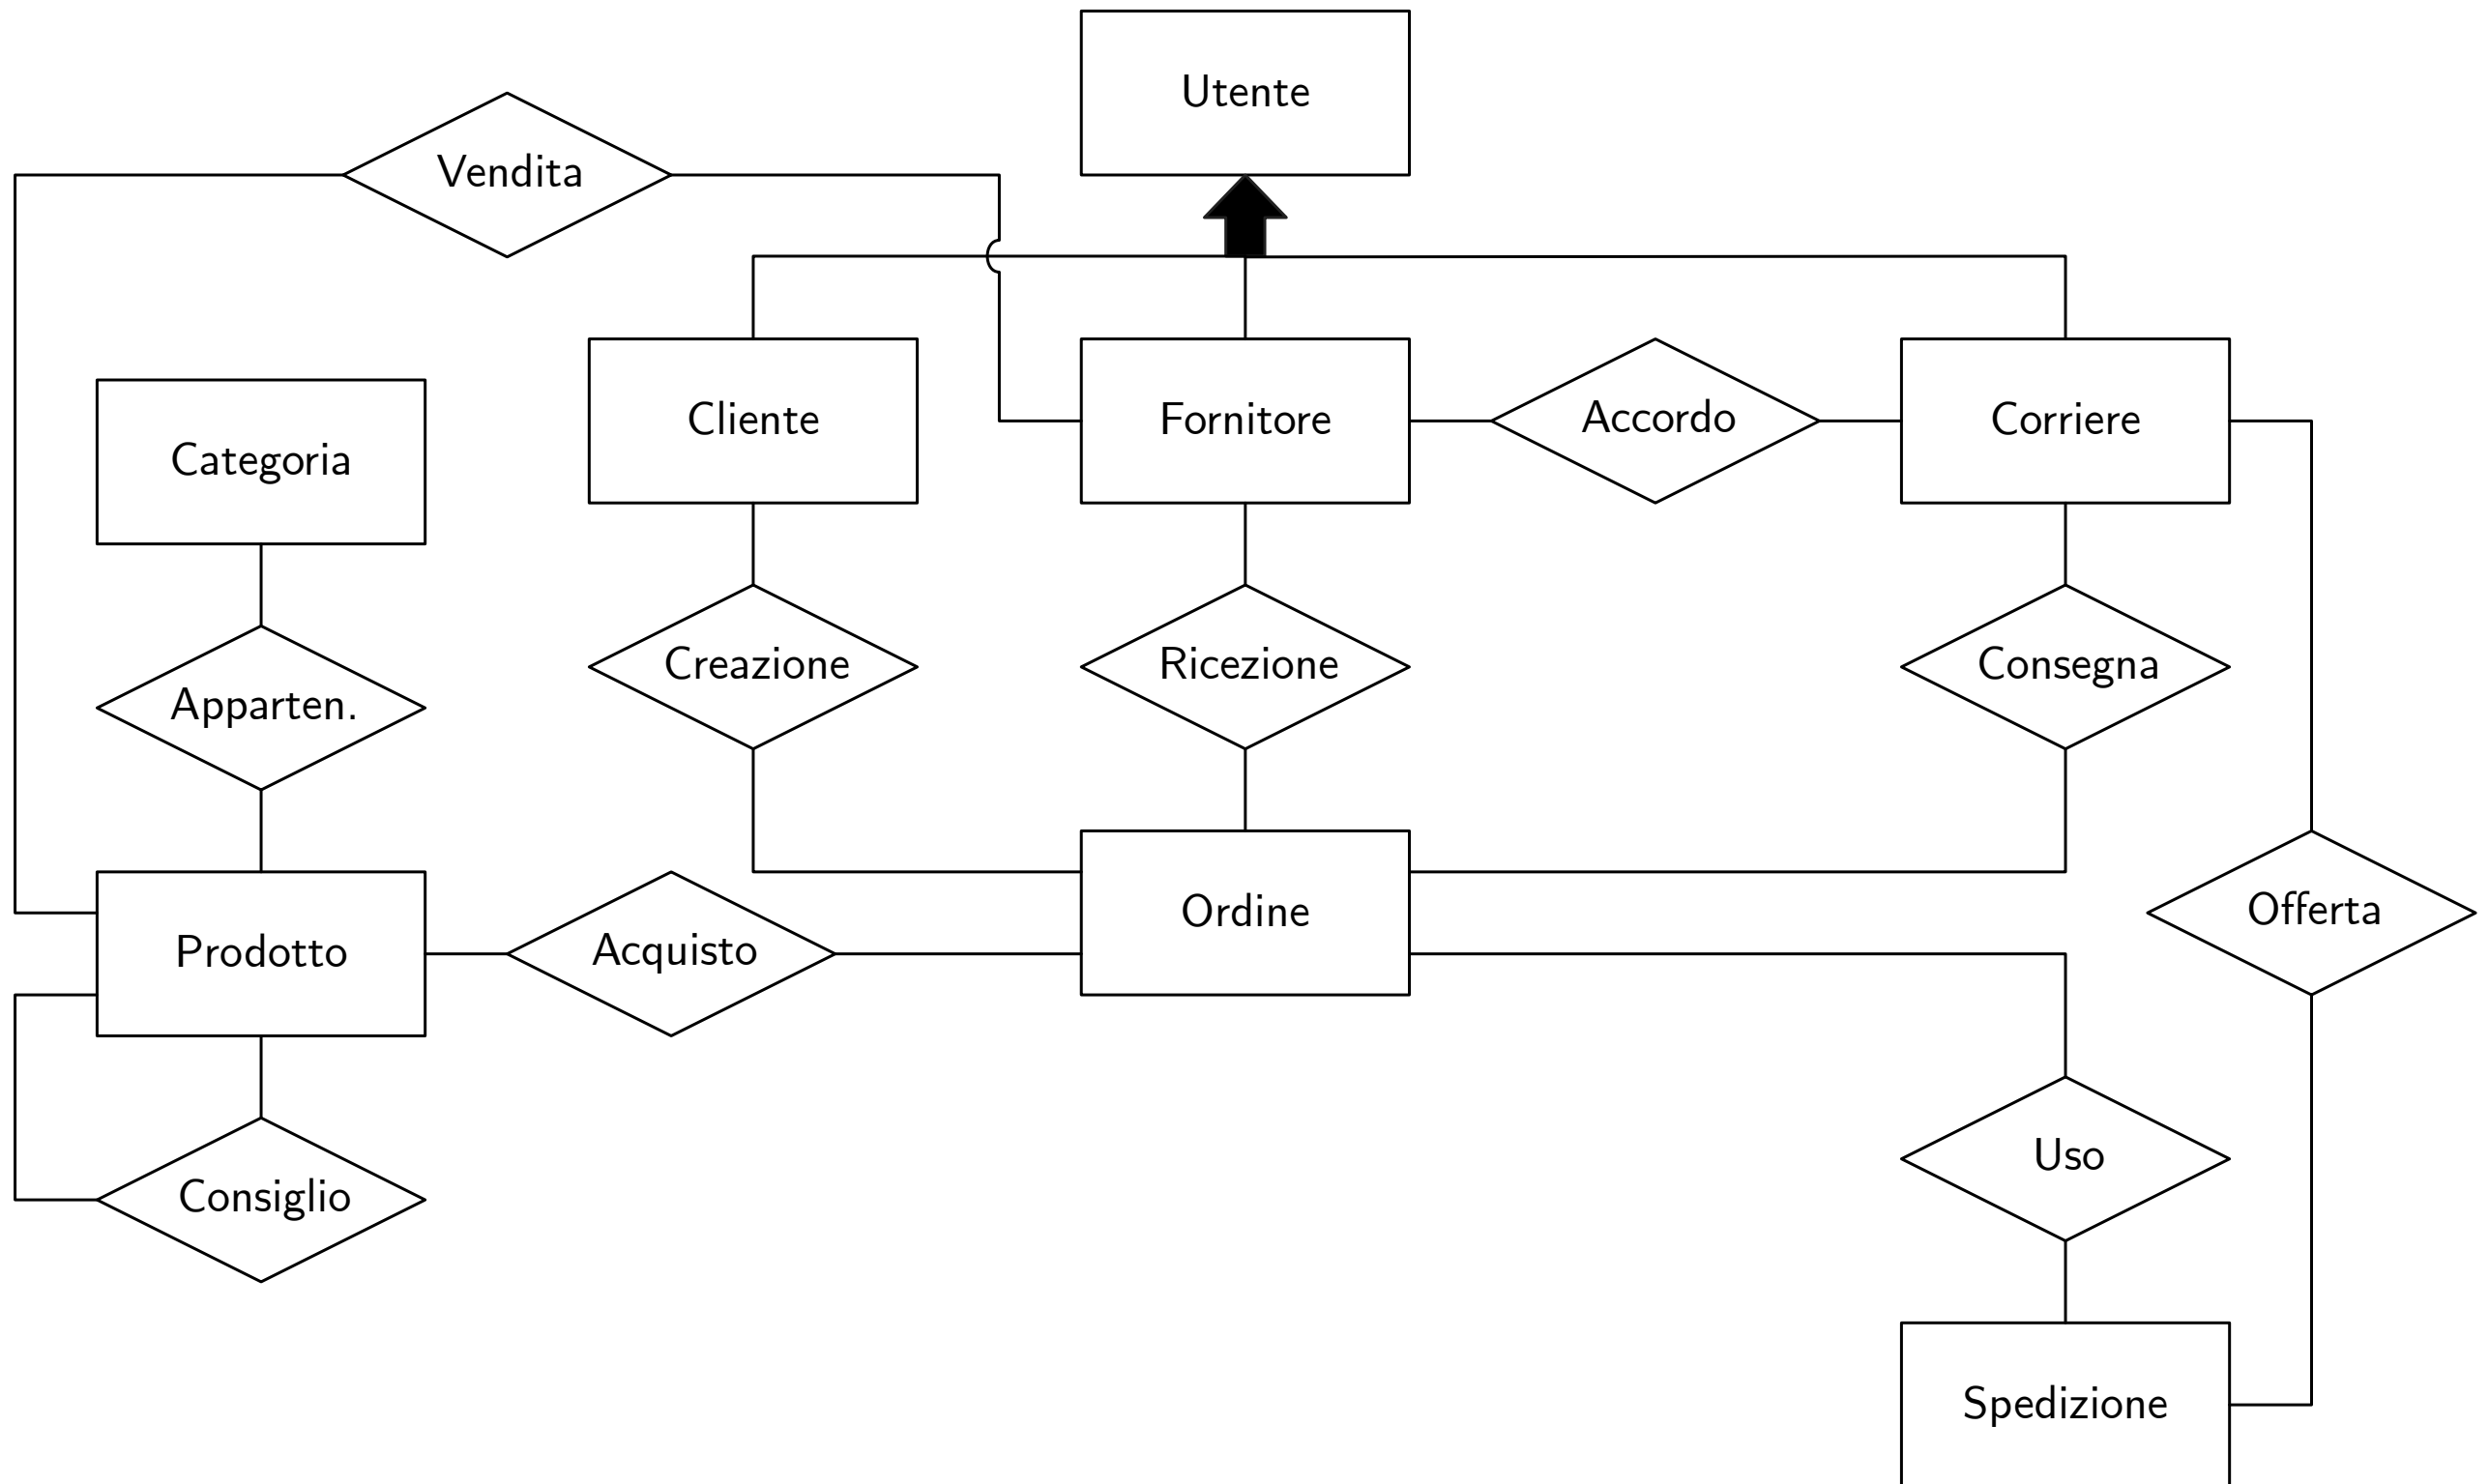 Utente
Vendita
Cliente
Fornitore
Accordo
Corriere
Categoria
Creazione
Ricezione
Consegna
Apparten.
Ordine
Offerta
Prodotto
Acquisto
Uso
Consiglio
Spedizione